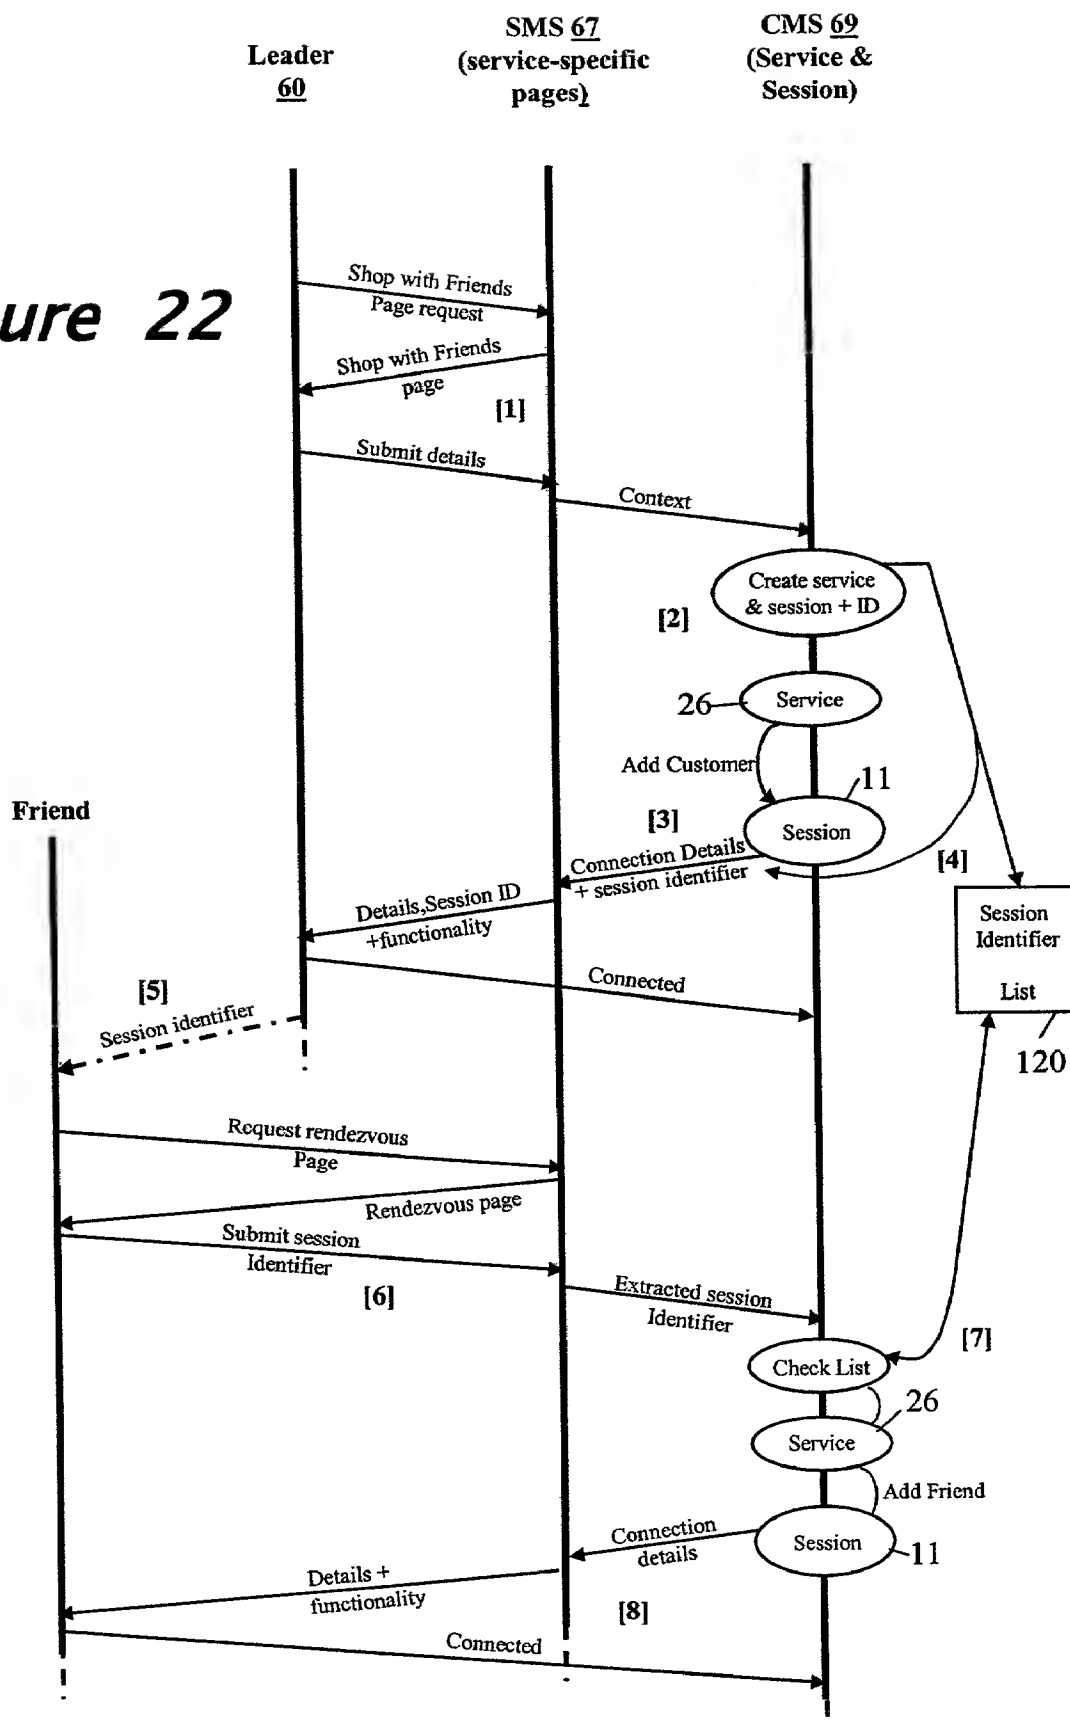 SMS 67
(service-specific
pages)
CMS 69
(Service &
Session)
Leader
60
ure 22
Shop with Friends
Page request
Shop with Friends
page
[1]
Submit details
Context
Create service
& session + ID
[2]
26
Service
Add Customer
11
[3]
Session
Connection Details
+ session identifier
[4]
Friend
Details,Session ID
+functionality
Session
Identifier
List
120
Connected
[5]
Session identifier
Request rendezvous
Page
Rendezvous page
Submit session
Identifier
[6]
Extracted session
Identifier
[7]
Check List
26
Service
Add Friend
Connection
details
Session
11
Details +
functionality
[8]
Connected